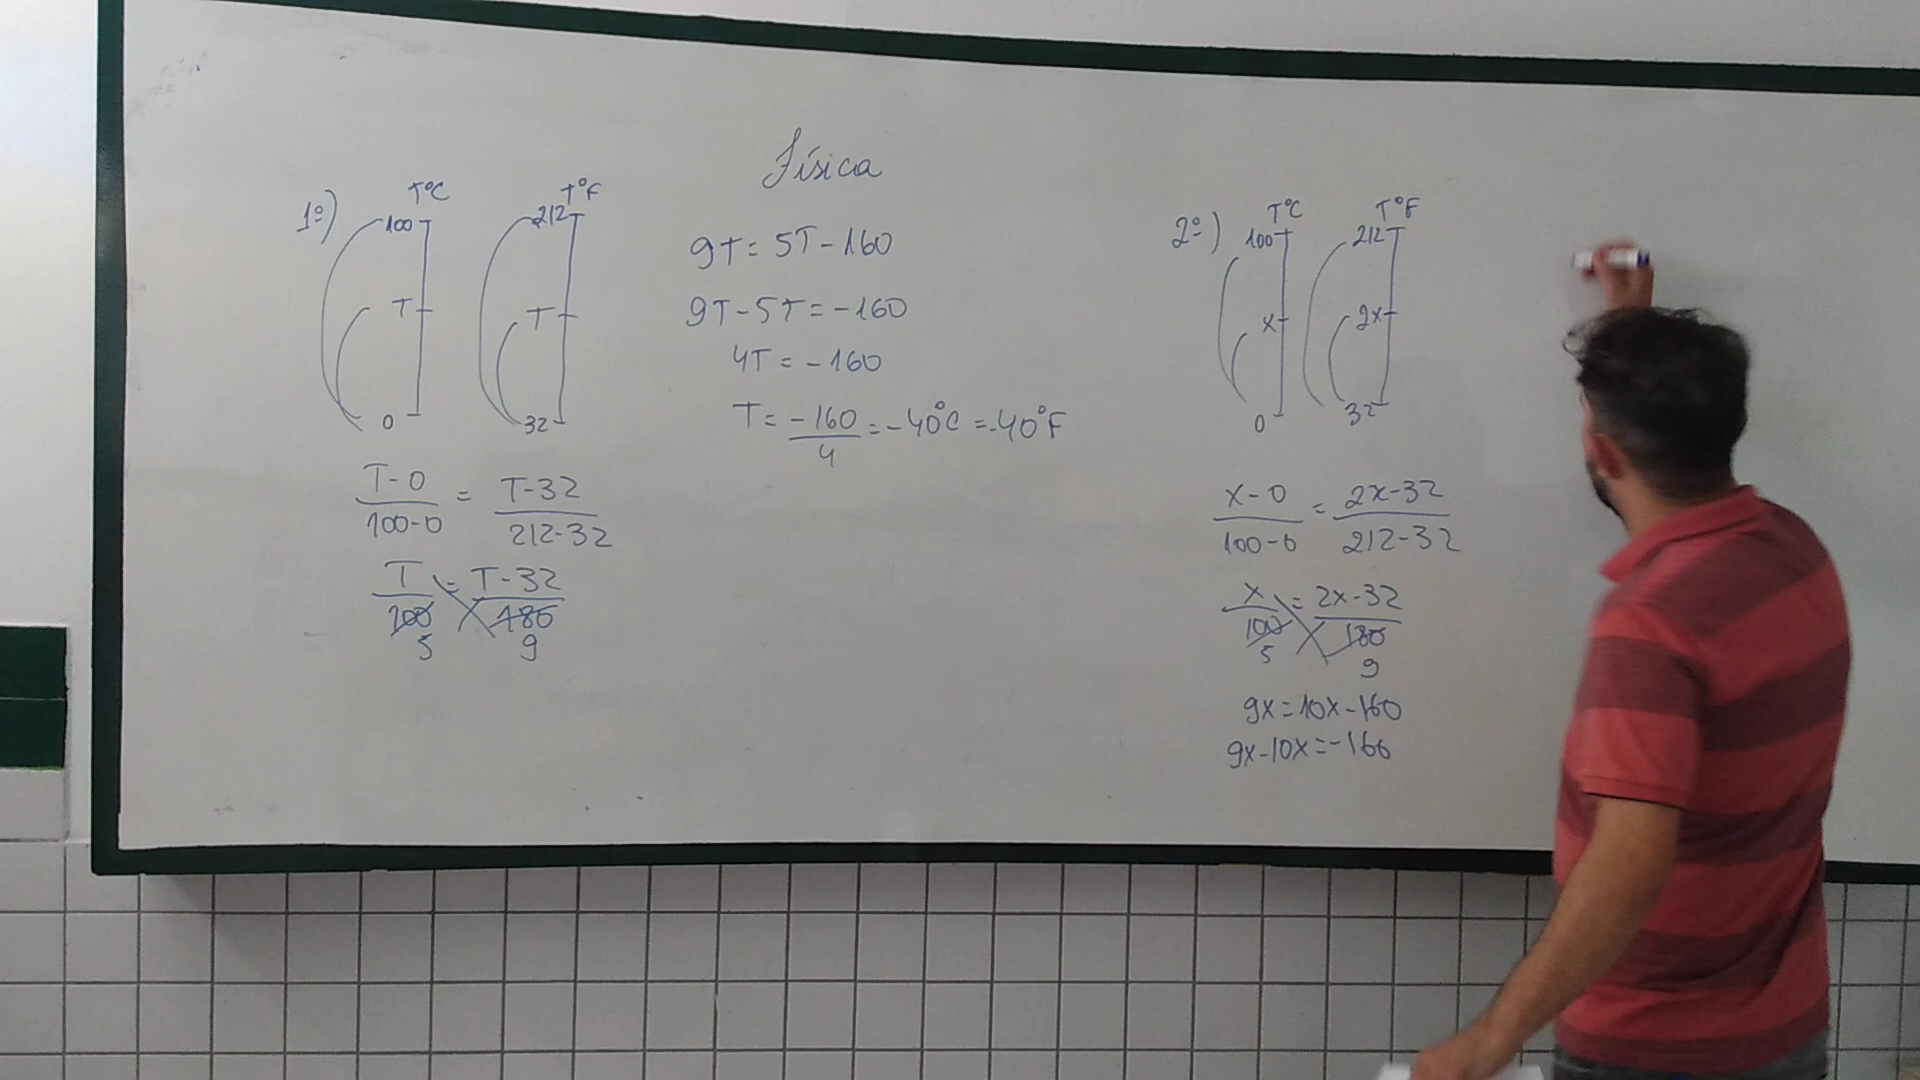 Física
1º)
T°C
100
T
0
T°F
212
T
32
T-0/100-0 = T-32/212-32
T/100 = T-32/180
5 9
9T = 5T - 160
9T - 5T = -160
4T = -160
T = -160/4 = -40°C = -40°F
2º)
T°C
100
X
0
T°F
212
2x
32
X-0/100-0 = 2X-32/212-32
X/100 = 2X-32/180
5 9
9X = 10X - 160
9X - 10X = -160